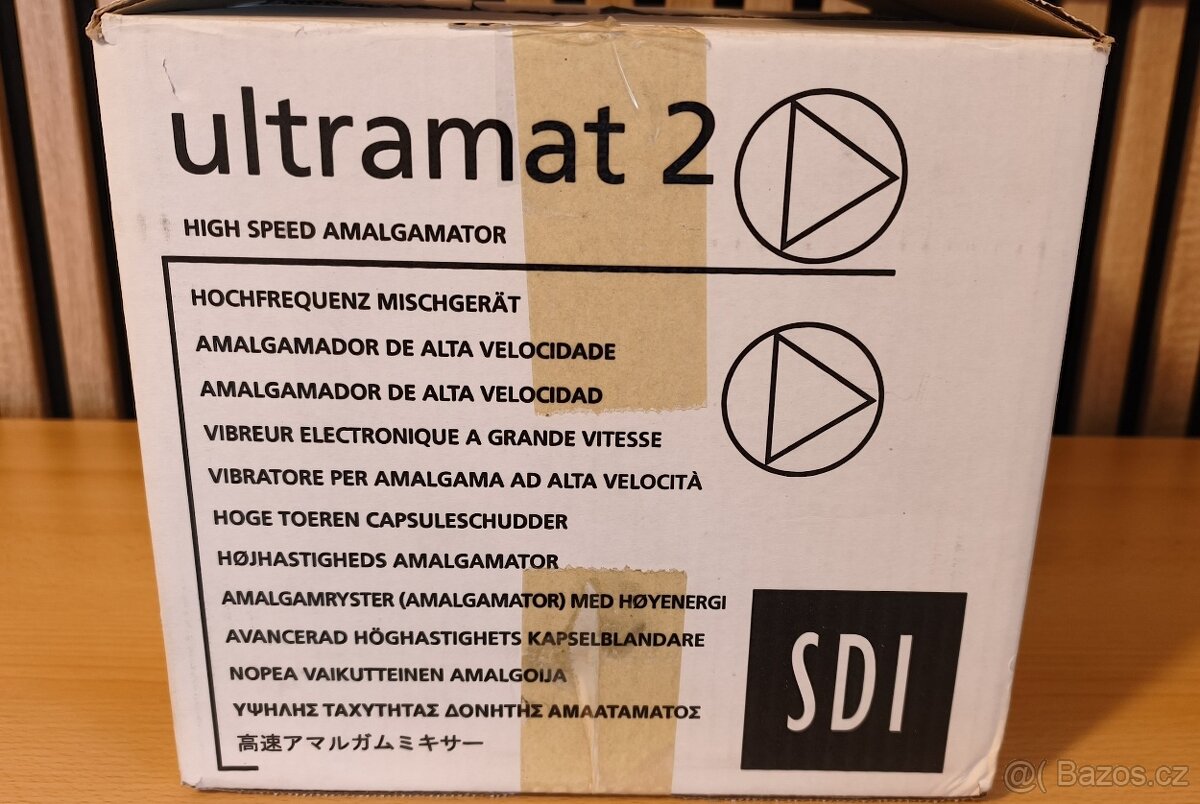 ultramat 2
HIGH SPEED AMALGAMATOR
HOCHFREQUENZ MISCHGERÄT
AMALGAMADOR DE ALTA VELOCIDADE
AMALGAMADOR DE ALTA VELOCIDAD
VIBREUR ELECTRONIQUE A GRANDE VITESSE
VIBRATORE PER AMALGAMA AD ALTA VELOCITÀ
HOGE TOEREN CAPSULESCHUDDER
HØJHASTIGHEDS AMALGAMATOR
AMALGAMRYSTER (AMALGAMATOR) MED HØYENERGI
AVANCERAD HÖGHASTIGHETS KAPSELBLANDARE
NOPEA VAIKUTTEINEN AMALGOIJA
ΥΨΗΛΗΣ ΤΑΧΥΤΗΤΑΣ ΔΟΝΗΤΗΣ ΑΜΑΑΤΑΜΑΤΟΣ
高速アマルガムミキサー
SDI
@( Bazos.cz